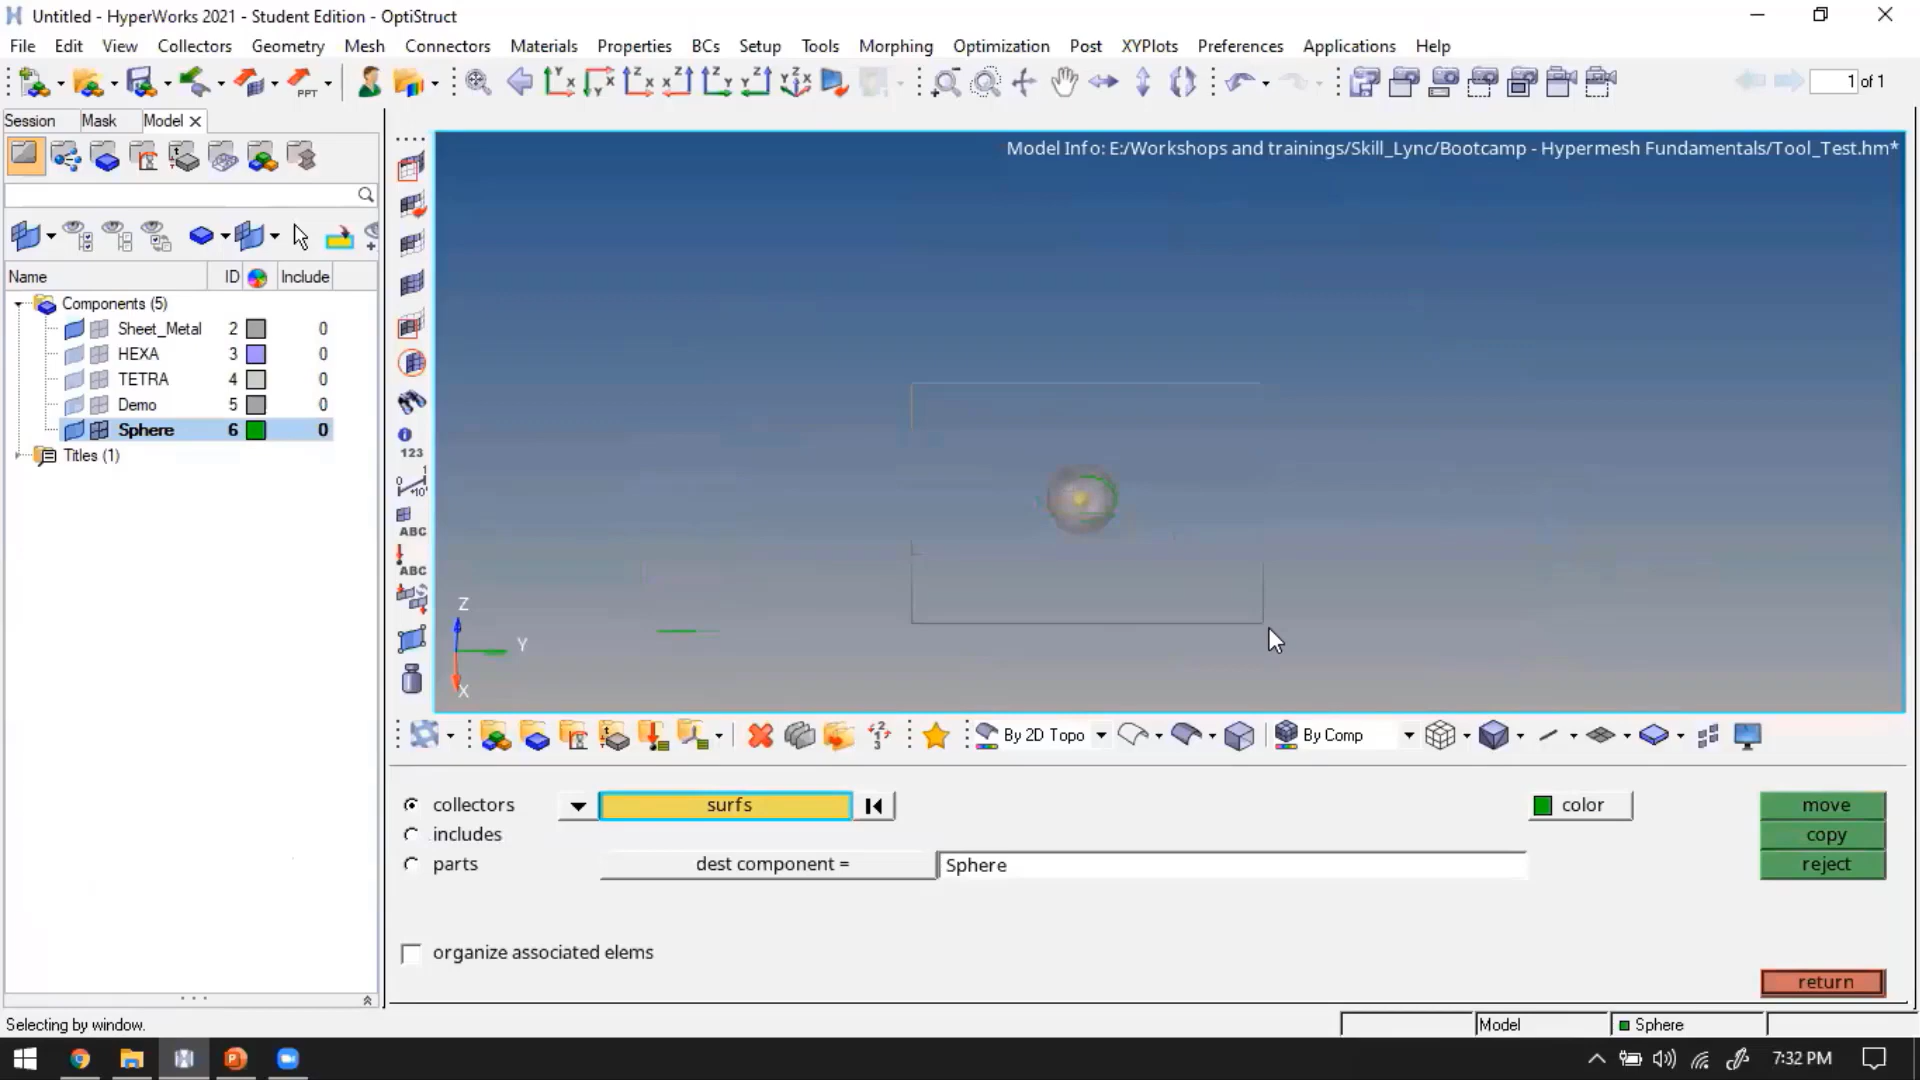 Untitled - HyperWorks 2021 - Student Edition - OptiStruct
File Edit View Collectors Geometry Mesh Connectors Materials Properties BCs Setup Tools Morphing Optimization Post XYPlots Preferences Applications Help
PPT
1 of 1
Session Mask Model
Model Info: E:/Workshops and trainings/Skill_Lync/Bootcamp - Hypermesh Fundamentals/Tool_Test.hm*
Name ID Include
Components (5)
Sheet_Metal 2 0
HEXA 3 0
TETRA 4 0
Demo 5 0
Sphere 6 0
Titles (1)
123
ABC
ABC
Z
Y
X
By 2D Topo
By Comp
collectors surfs color move
includes copy
parts dest component = Sphere reject
organize associated elems
return
Selecting by window.
Model
Sphere
7:32 PM